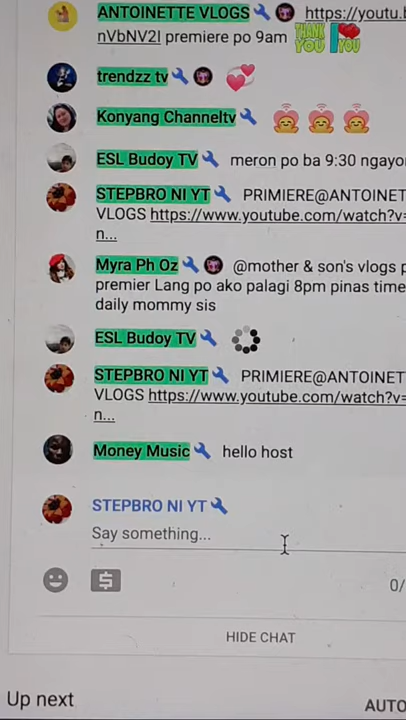 ANTOINETTE VLOGS https://youtu.b
nVbNV2I premiere po 9am THANK YOU I YOU
trendzz tv
Konyang Channeltv
ESL Budoy TV meron po ba 9:30 ngayo
STEPBRO NI YT PRIMIERE@ANTOINET
VLOGS https://www.youtube.com/watch?v=
n...
Myra Ph Oz @mother & son's vlogs p
premier Lang po ako palagi 8pm pinas time
daily mommy sis
ESL Budoy TV
STEPBRO NI YT PRIMIERE@ANTOINET
VLOGS https://www.youtube.com/watch?v=
n...
Money Music hello host
STEPBRO NI YT
Say something...
0/
HIDE CHAT
Up next
AUTO